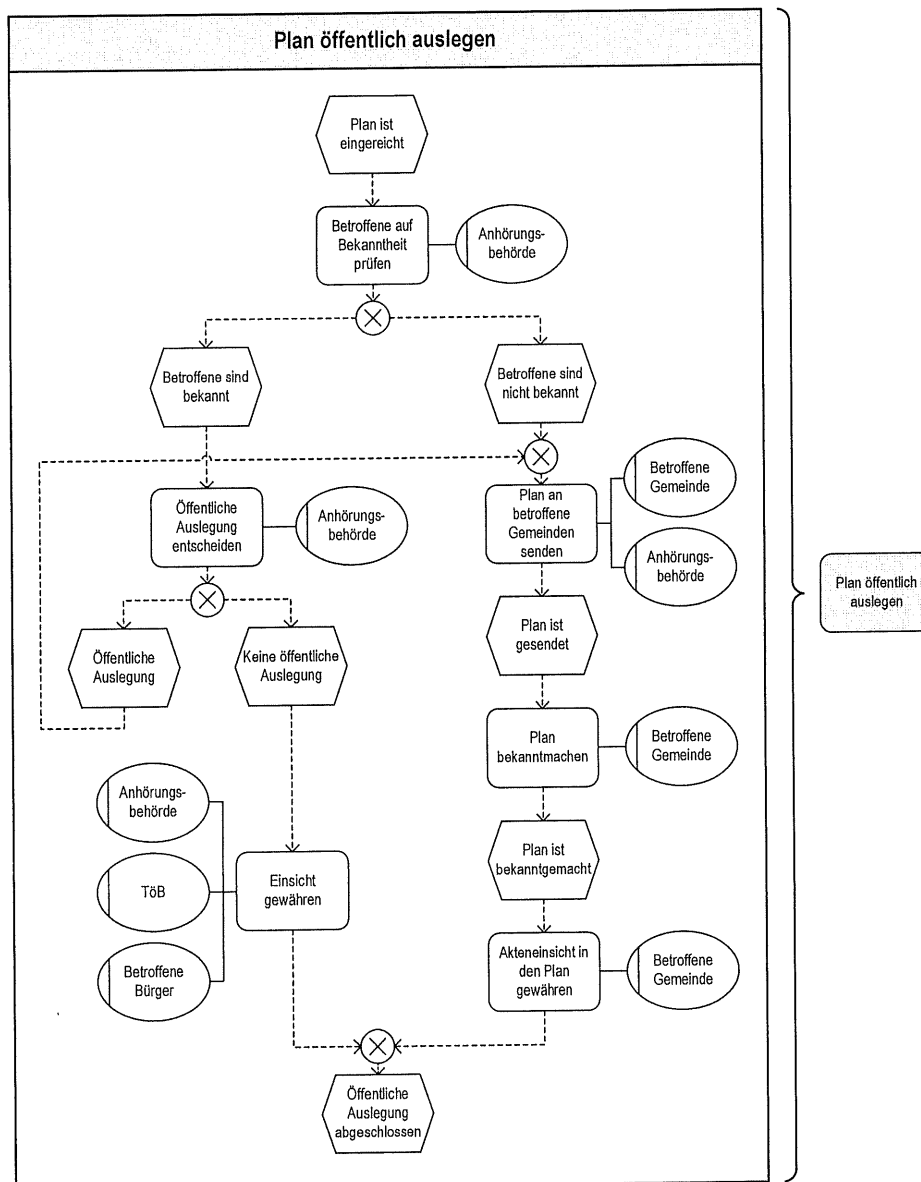 Plan öffentlich auslegen
Plan ist
eingereicht
Betroffene auf
Bekanntheit
prüfen
Anhörungs-
behörde
Betroffene sind
bekannt
Betroffene sind
nicht bekannt
Öffentliche
Auslegung
entscheiden
Anhörungs-
behörde
Plan an
betroffene
Gemeinden
senden
Betroffene
Gemeinde
Anhörungs-
behörde
Öffentliche
Auslegung
Keine öffentliche
Auslegung
Plan ist
gesendet
Plan
bekanntmachen
Betroffene
Gemeinde
Anhörungs-
behörde
TöB
Betroffene
Bürger
Einsicht
gewähren
Plan ist
bekanntgemacht
Akteneinsicht in
den Plan
gewähren
Betroffene
Gemeinde
Öffentliche
Auslegung
abgeschlossen
Plan öffentlich
auslegen